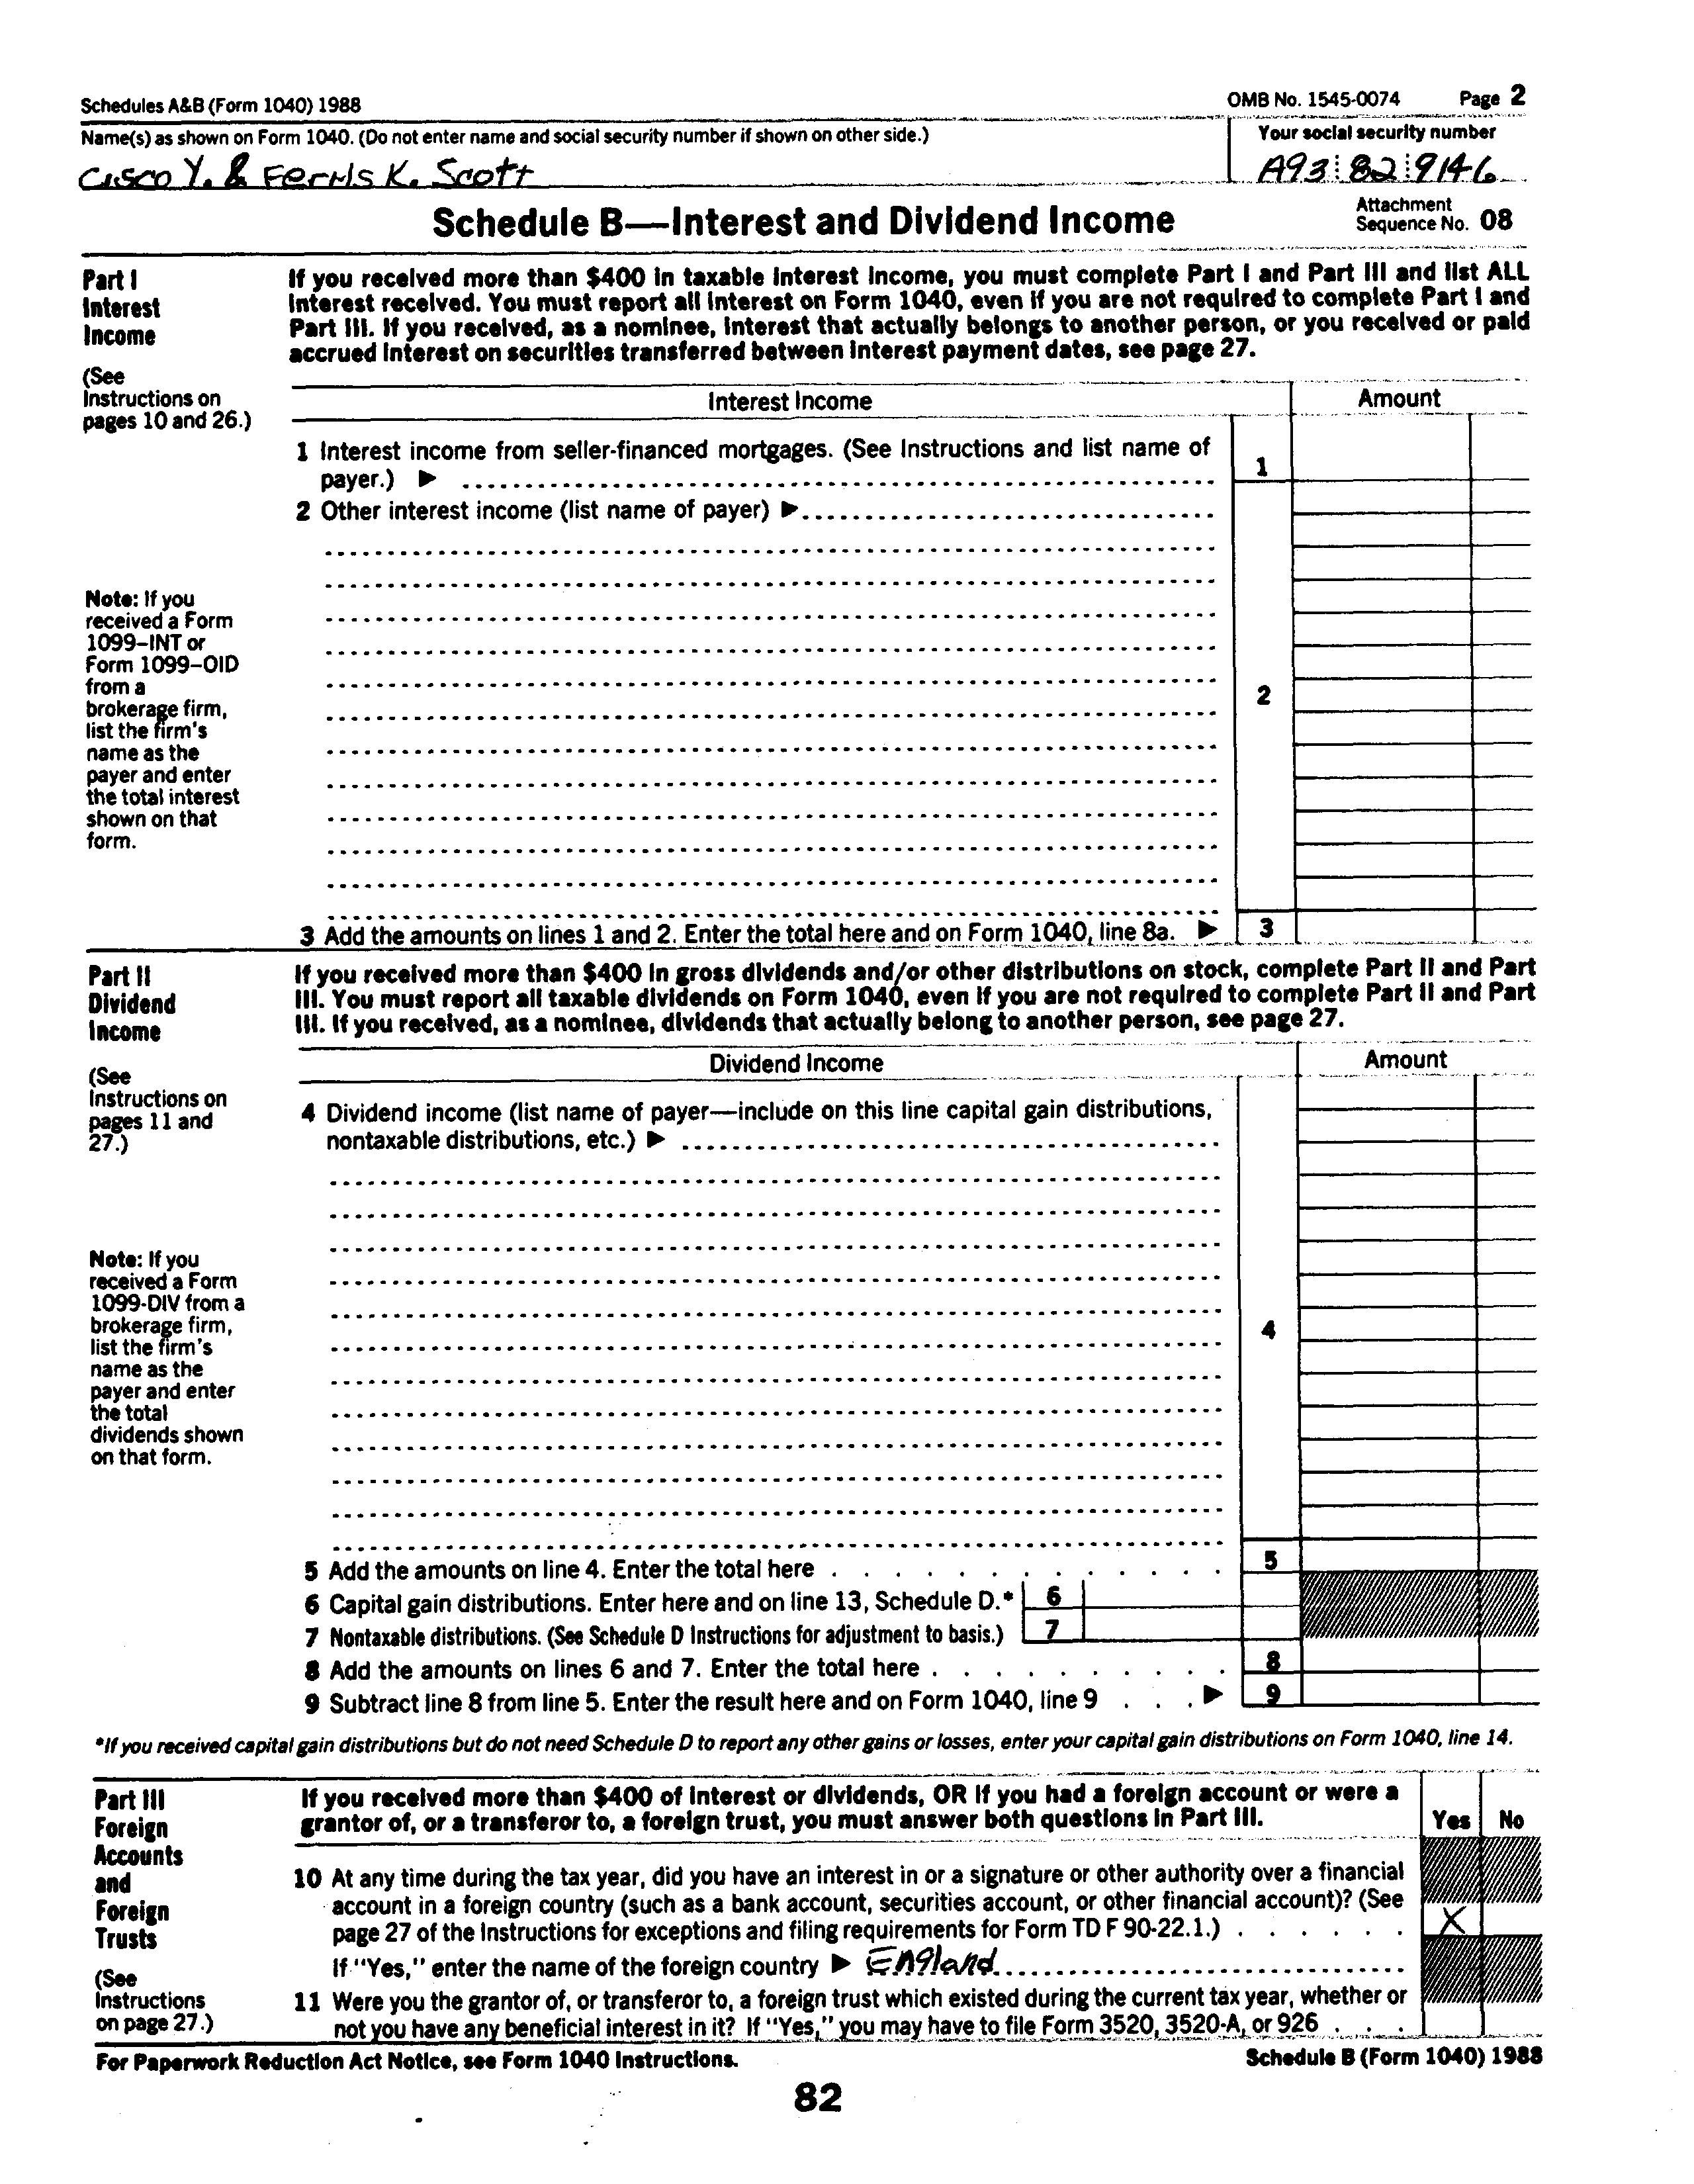 Schedules A&B (Form 1040) 1988
OMB No. 1545-0074 Page 2
Name(s) as shown on Form 1040. (Do not enter name and social security number if shown on other side.)
Your social security number
Cisco Y. & Ferris K. Scott
A93 82 9146
Schedule B—Interest and Dividend Income
Attachment
Sequence No. 08
Part I
Interest
Income
(See
Instructions on
pages 10 and 26.)
If you received more than $400 in taxable interest income, you must complete Part I and Part III and list ALL
interest received. You must report all interest on Form 1040, even if you are not required to complete Part I and
Part III. If you received, as a nominee, interest that actually belongs to another person, or you received or paid
accrued interest on securities transferred between interest payment dates, see page 27.
Interest Income
Amount
1 Interest income from seller-financed mortgages. (See Instructions and list name of
payer.) ▶
1
2 Other interest income (list name of payer) ▶
Note: If you
received a Form
1099–INT or
Form 1099–OID
from a
brokerage firm,
list the firm's
name as the
payer and enter
the total interest
shown on that
form.
2
3 Add the amounts on lines 1 and 2. Enter the total here and on Form 1040, line 8a. ▶
3
Part II
Dividend
Income
(See
Instructions on
pages 11 and
27.)
If you received more than $400 in gross dividends and/or other distributions on stock, complete Part II and Part
III. You must report all taxable dividends on Form 1040, even if you are not required to complete Part II and Part
III. If you received, as a nominee, dividends that actually belong to another person, see page 27.
Dividend Income
Amount
4 Dividend income (list name of payer—include on this line capital gain distributions,
nontaxable distributions, etc.) ▶
Note: If you
received a Form
1099-DIV from a
brokerage firm,
list the firm's
name as the
payer and enter
the total
dividends shown
on that form.
4
5 Add the amounts on line 4. Enter the total here
5
6 Capital gain distributions. Enter here and on line 13, Schedule D.*
6
7 Nontaxable distributions. (See Schedule D Instructions for adjustment to basis.)
7
8 Add the amounts on lines 6 and 7. Enter the total here
8
9 Subtract line 8 from line 5. Enter the result here and on Form 1040, line 9 ▶
9
*If you received capital gain distributions but do not need Schedule D to report any other gains or losses, enter your capital gain distributions on Form 1040, line 14.
Part III
Foreign
Accounts
and
Foreign
Trusts
(See
Instructions
on page 27.)
If you received more than $400 of interest or dividends, OR if you had a foreign account or were a
grantor of, or a transferor to, a foreign trust, you must answer both questions in Part III.
Yes No
10 At any time during the tax year, did you have an interest in or a signature or other authority over a financial
account in a foreign country (such as a bank account, securities account, or other financial account)? (See
page 27 of the Instructions for exceptions and filing requirements for Form TD F 90-22.1.)
X
If "Yes," enter the name of the foreign country ▶ England
11 Were you the grantor of, or transferor to, a foreign trust which existed during the current tax year, whether or
not you have any beneficial interest in it? If "Yes," you may have to file Form 3520, 3520-A, or 926
For Paperwork Reduction Act Notice, see Form 1040 Instructions.
Schedule B (Form 1040) 1988
82